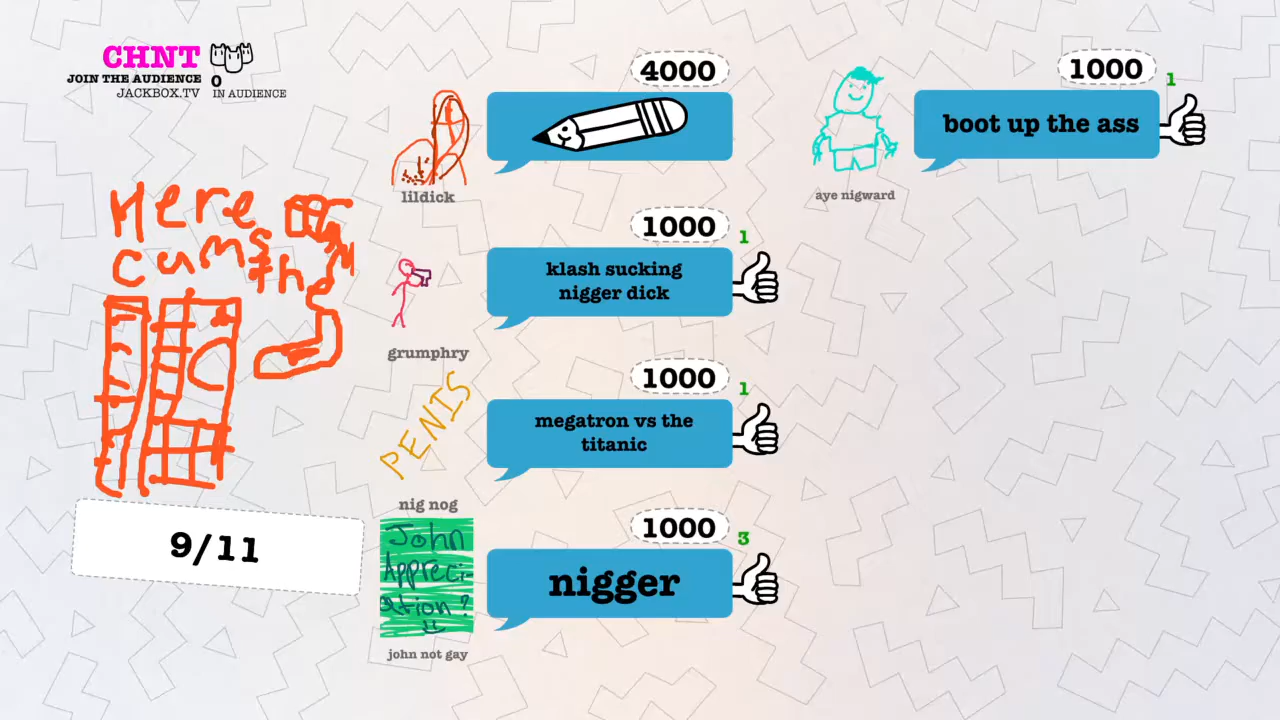 CHNT
JOIN THE AUDIENCE
JACKBOX.TV
0
IN AUDIENCE
Here
cums
the
9/11
4000
lildick
1000
1
klash sucking
nigger dick
grumphry
1000
1
PENIS
megatron vs the
titanic
nig nog
1000
3
John
Appreci-
ation?
nigger
john not gay
1000
1
boot up the ass
aye nigward